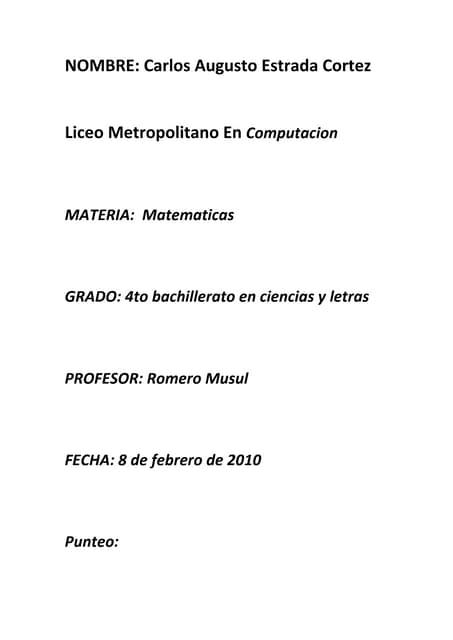 NOMBRE: Carlos Augusto Estrada Cortez
Liceo Metropolitano En Computacion
MATERIA:  Matematicas
GRADO: 4to bachillerato en ciencias y letras
PROFESOR: Romero Musul
FECHA: 8 de febrero de 2010
Punteo: